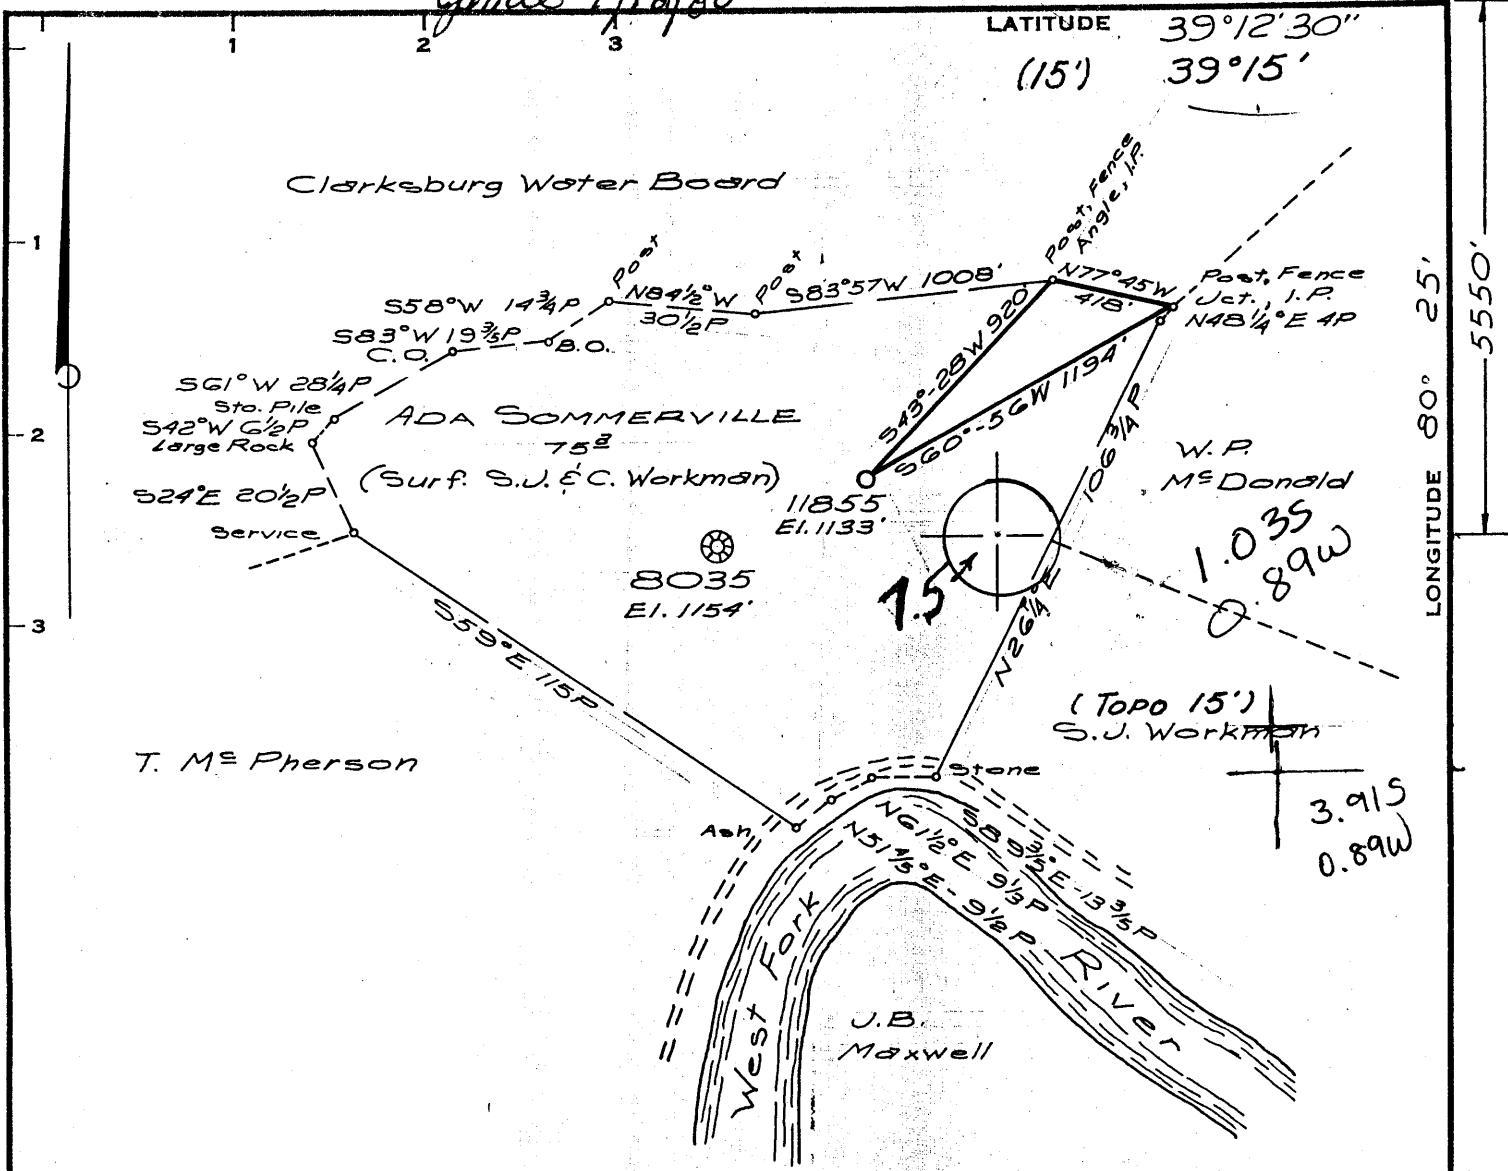 LATITUDE 39°12'30"
(15') 39°15'
1 2 3
Clarksburg Water Board
Post, Fence
Angle, I.P.
1
Post
Post
S83°57W 1008'
N77°45W
418'
Post, Fence
Jct., I.P.
N48¼°E 4P
S58°W 14¾P
N84½°W
30½P
S83°W 19⅗P
C.O.
B.O.
S61°W 28¼P
Sto. Pile
S42°W 6½P
Large Rock
ADA SOMMERVILLE
75ª
(Surf. S.J. & C. Workman)
S43°-28W 920'
S60°-56W 1194'
106¾P
N26¼°E
2
W.P.
McDonald
S24°E 20½P
Service
11855
El. 1133'
8035
El. 1154'
7.5
1.03S
.89W
LONGITUDE 80° 25'
5550'
3
S59°E 115P
(Topo 15')
S.J. Workman
3.91S
0.89W
T. McPherson
Stone
Ash
S89⅗°E-13⅗P
N61½°E 9⅓P
N51⅘°E-9½P
West Fork River
J.B.
Maxwell